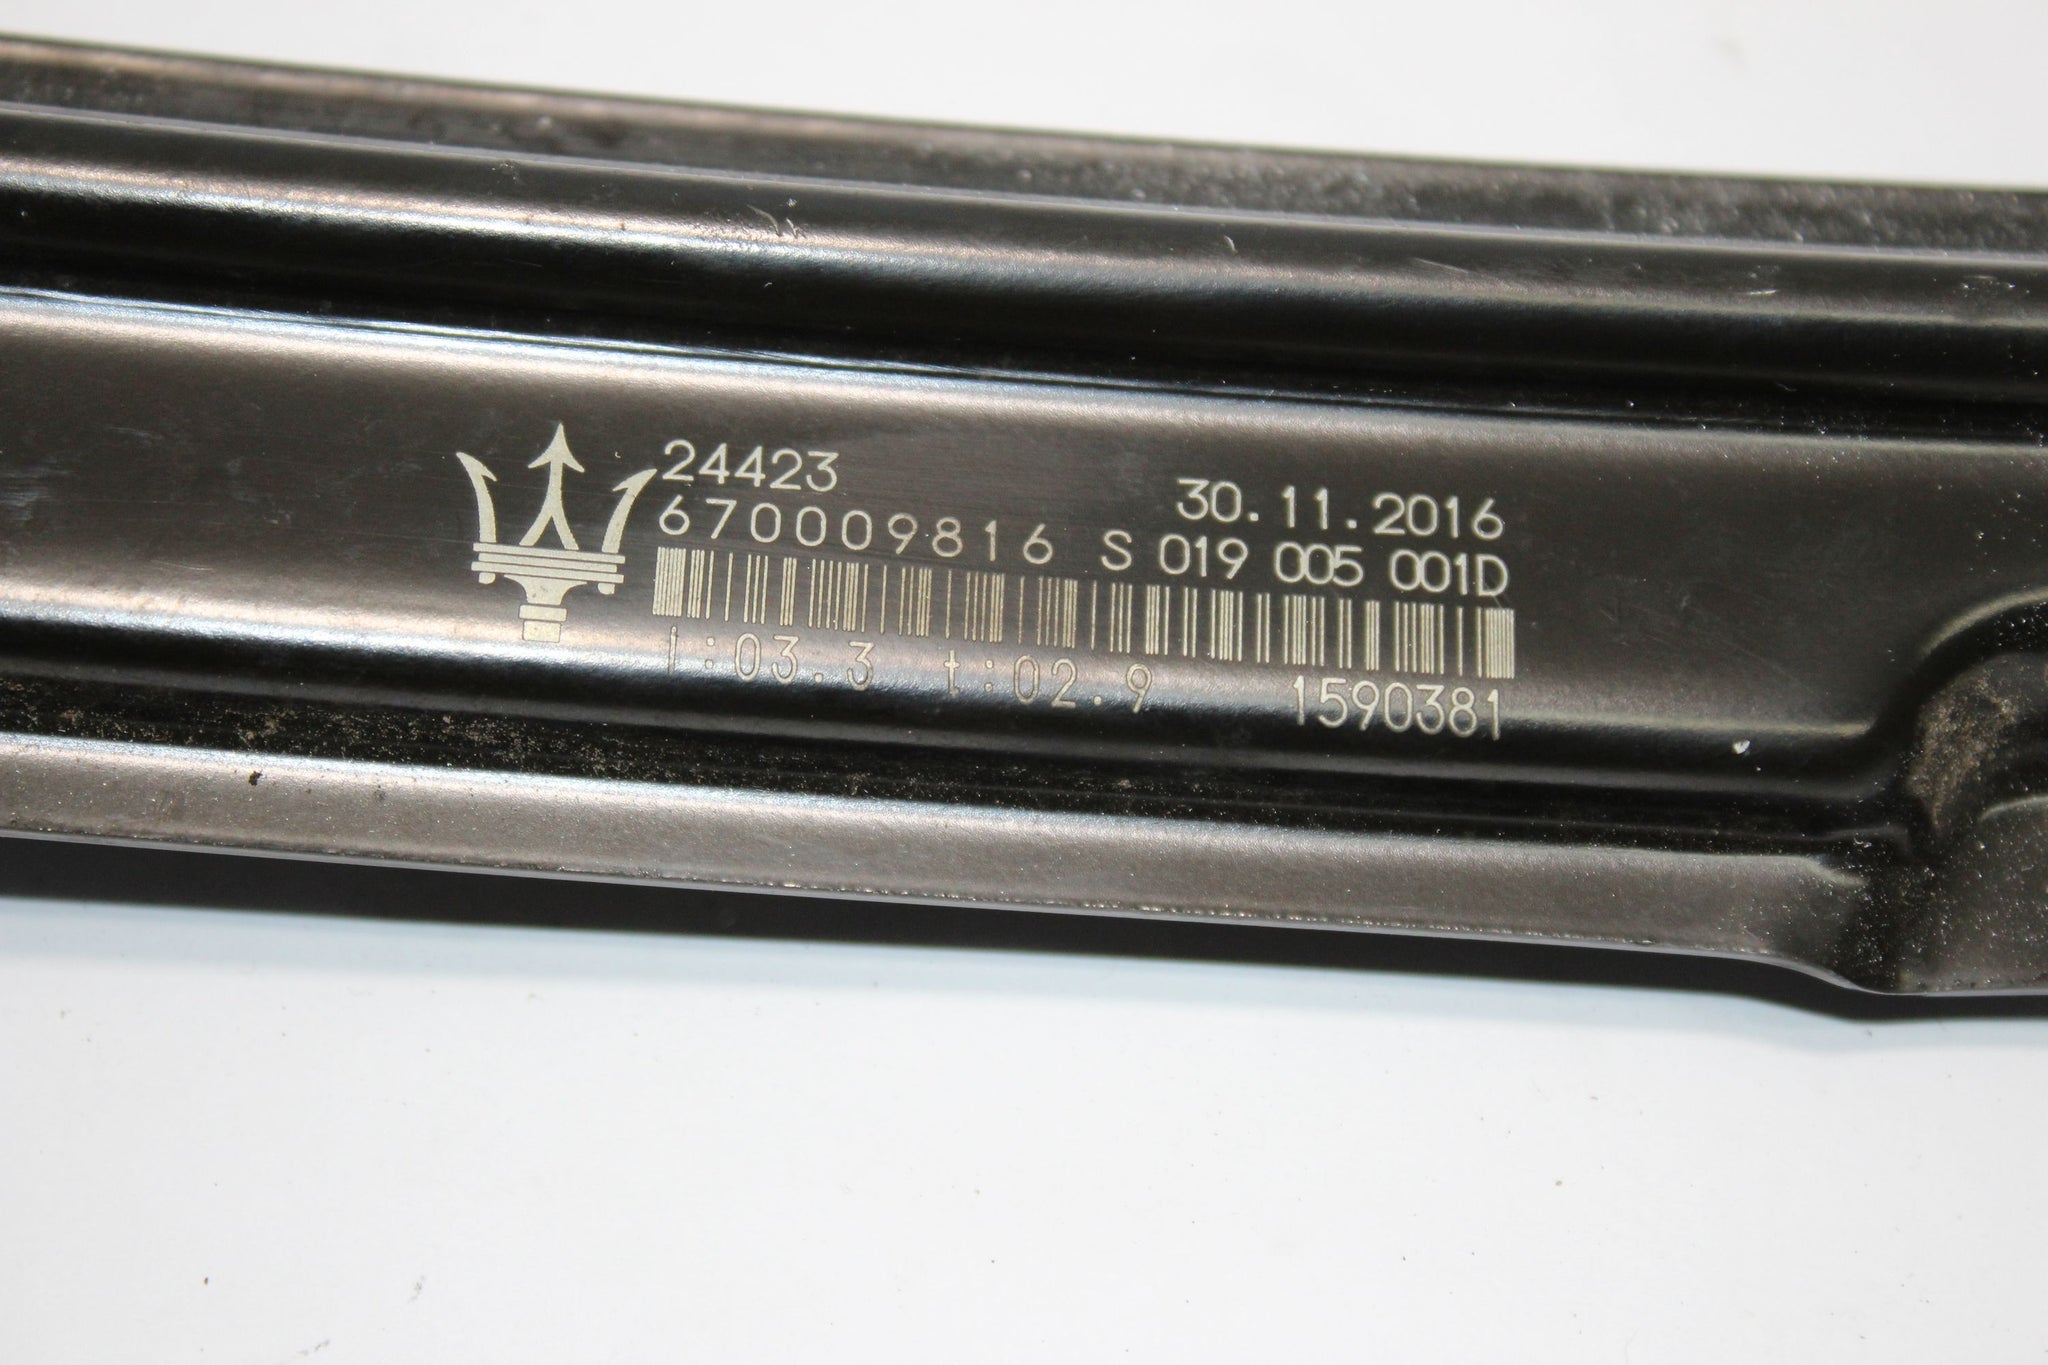 24423
30.11.2016
670009816 S 019 005 001D
l:03.3 t:02.9 1590381